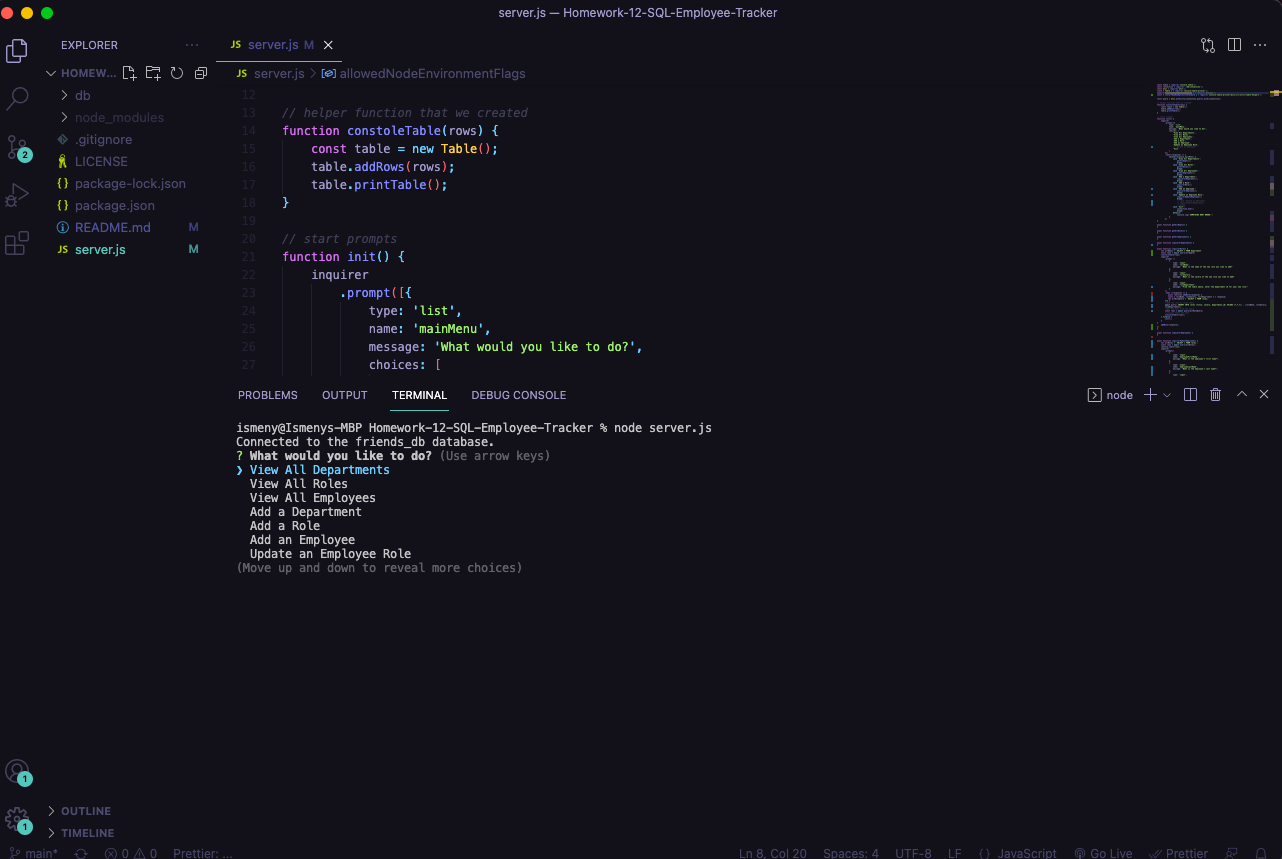 server.js — Homework-12-SQL-Employee-Tracker
EXPLORER
JS server.js M
HOMEW...
JS server.js > allowedNodeEnvironmentFlags
db
node_modules
.gitignore
LICENSE
{} package-lock.json
{} package.json
README.md M
JS server.js M
12
13 // helper function that we created
14 function constoleTable(rows) {
15 const table = new Table();
16 table.addRows(rows);
17 table.printTable();
18 }
19
20 // start prompts
21 function init() {
22 inquirer
23 .prompt([{
24 type: 'list',
25 name: 'mainMenu',
26 message: 'What would you like to do?',
27 choices: [
PROBLEMS OUTPUT TERMINAL DEBUG CONSOLE
node
ismeny@Ismenys-MBP Homework-12-SQL-Employee-Tracker % node server.js
Connected to the friends_db database.
? What would you like to do? (Use arrow keys)
❯ View All Departments
View All Roles
View All Employees
Add a Department
Add a Role
Add an Employee
Update an Employee Role
(Move up and down to reveal more choices)
2
1
1
OUTLINE
TIMELINE
main* 0 0 Prettier: ... Ln 8, Col 20 Spaces: 4 UTF-8 LF {} JavaScript Go Live Prettier